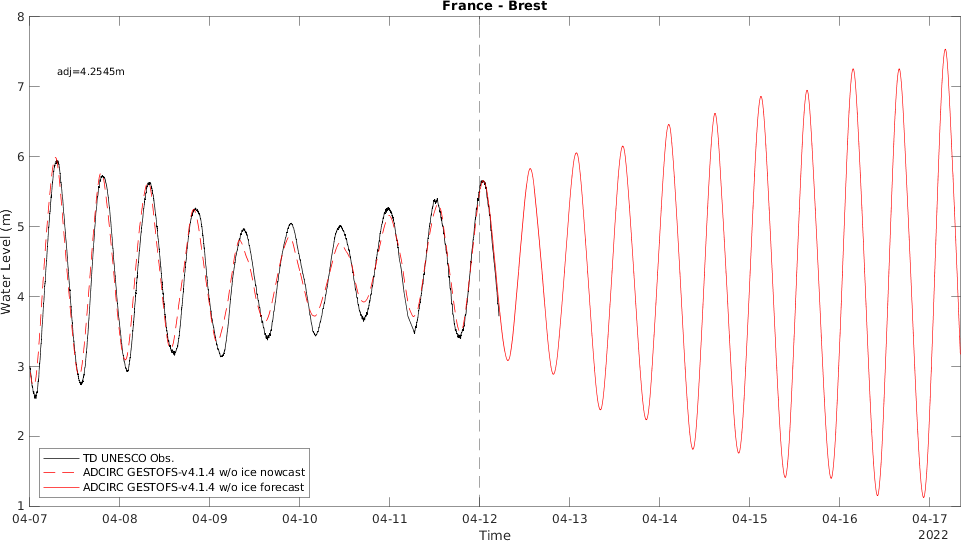 France - Brest
adj=4.2545m
8
7
6
5
4
3
2
1
Water Level (m)
TD UNESCO Obs.
ADCIRC GESTOFS-v4.1.4 w/o ice nowcast
ADCIRC GESTOFS-v4.1.4 w/o ice forecast
04-07 04-08 04-09 04-10 04-11 04-12 04-13 04-14 04-15 04-16 04-17
Time
2022